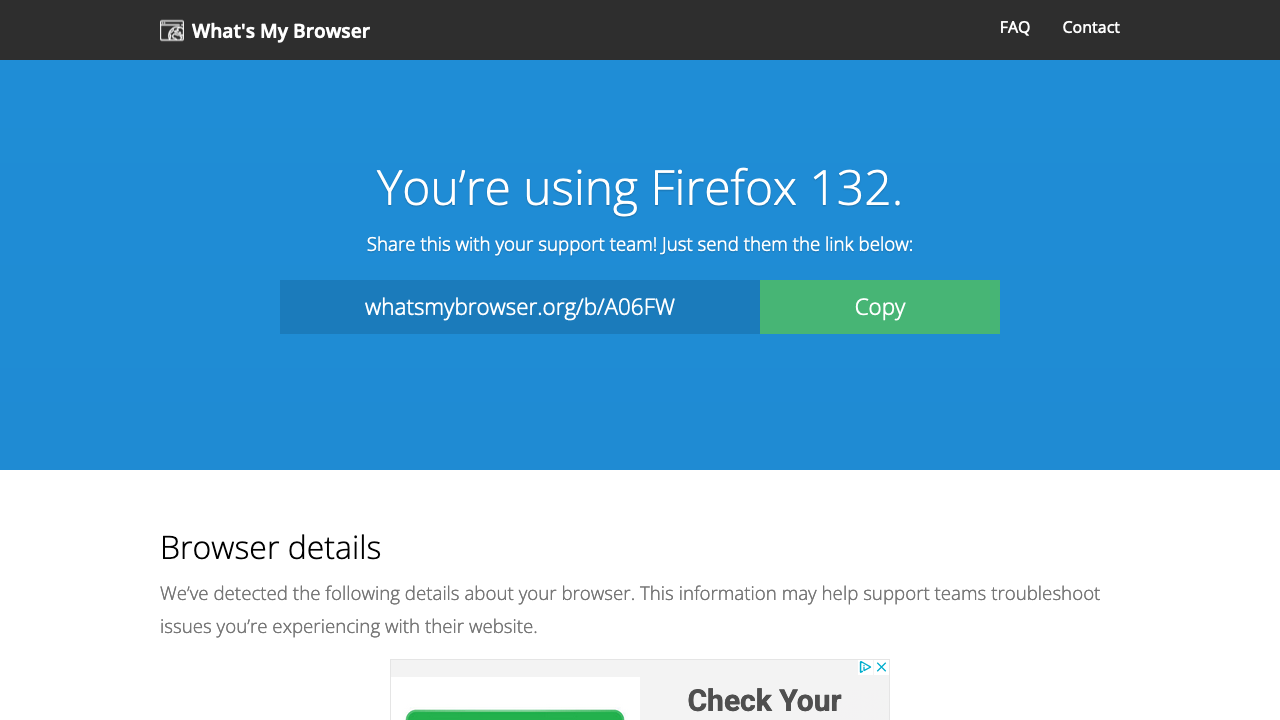 What's My Browser
FAQ
Contact
You’re using Firefox 132.
Share this with your support team! Just send them the link below:
whatsmybrowser.org/b/A06FW
Copy
Browser details
We’ve detected the following details about your browser. This information may help support teams troubleshoot
issues you’re experiencing with their website.
Check Your